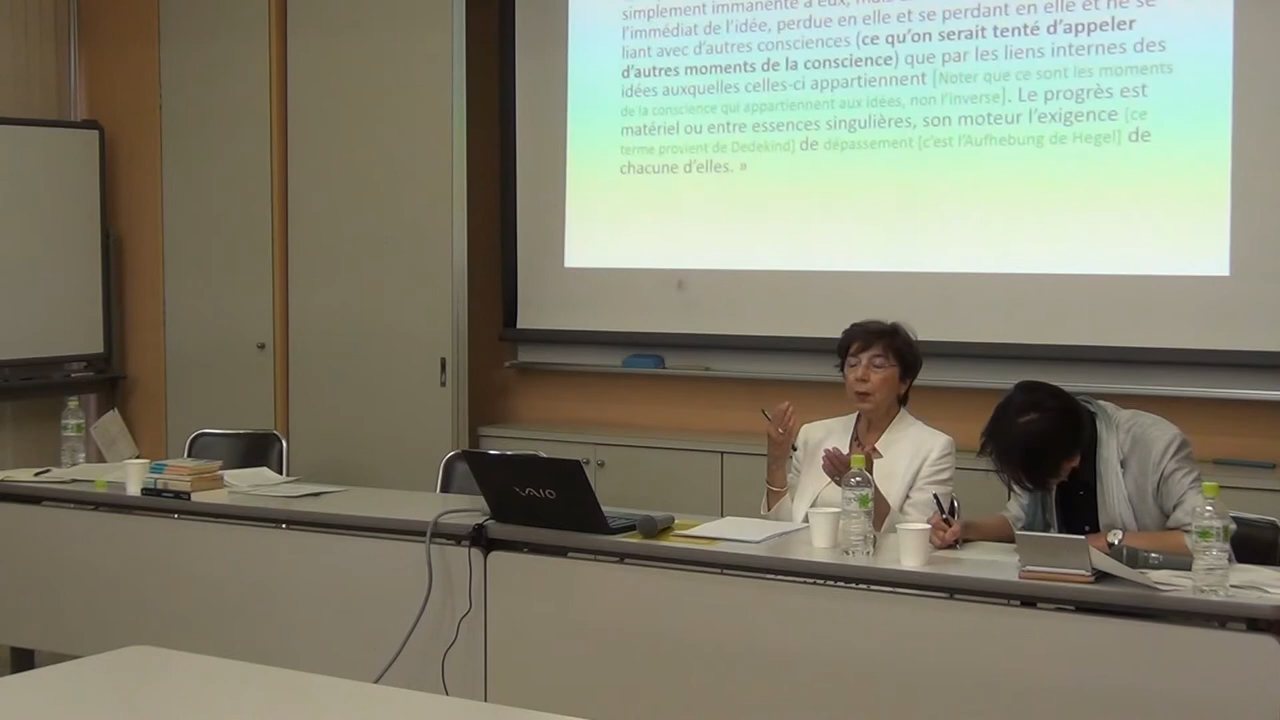 simplement immanente à eux, mais
l'immédiat de l'idée, perdue en elle et se perdant en elle et ne se
liant avec d'autres consciences (ce qu'on serait tenté d'appeler
d'autres moments de la conscience) que par les liens internes des
idées auxquelles celles-ci appartiennent [Noter que ce sont les moments
de la conscience qui appartiennent aux idées, non l'inverse]. Le progrès est
matériel ou entre essences singulières, son moteur l'exigence [ce
terme provient de Dedekind] de dépassement [c'est l'Aufhebung de Hegel] de
chacune d'elles. »
VAIO